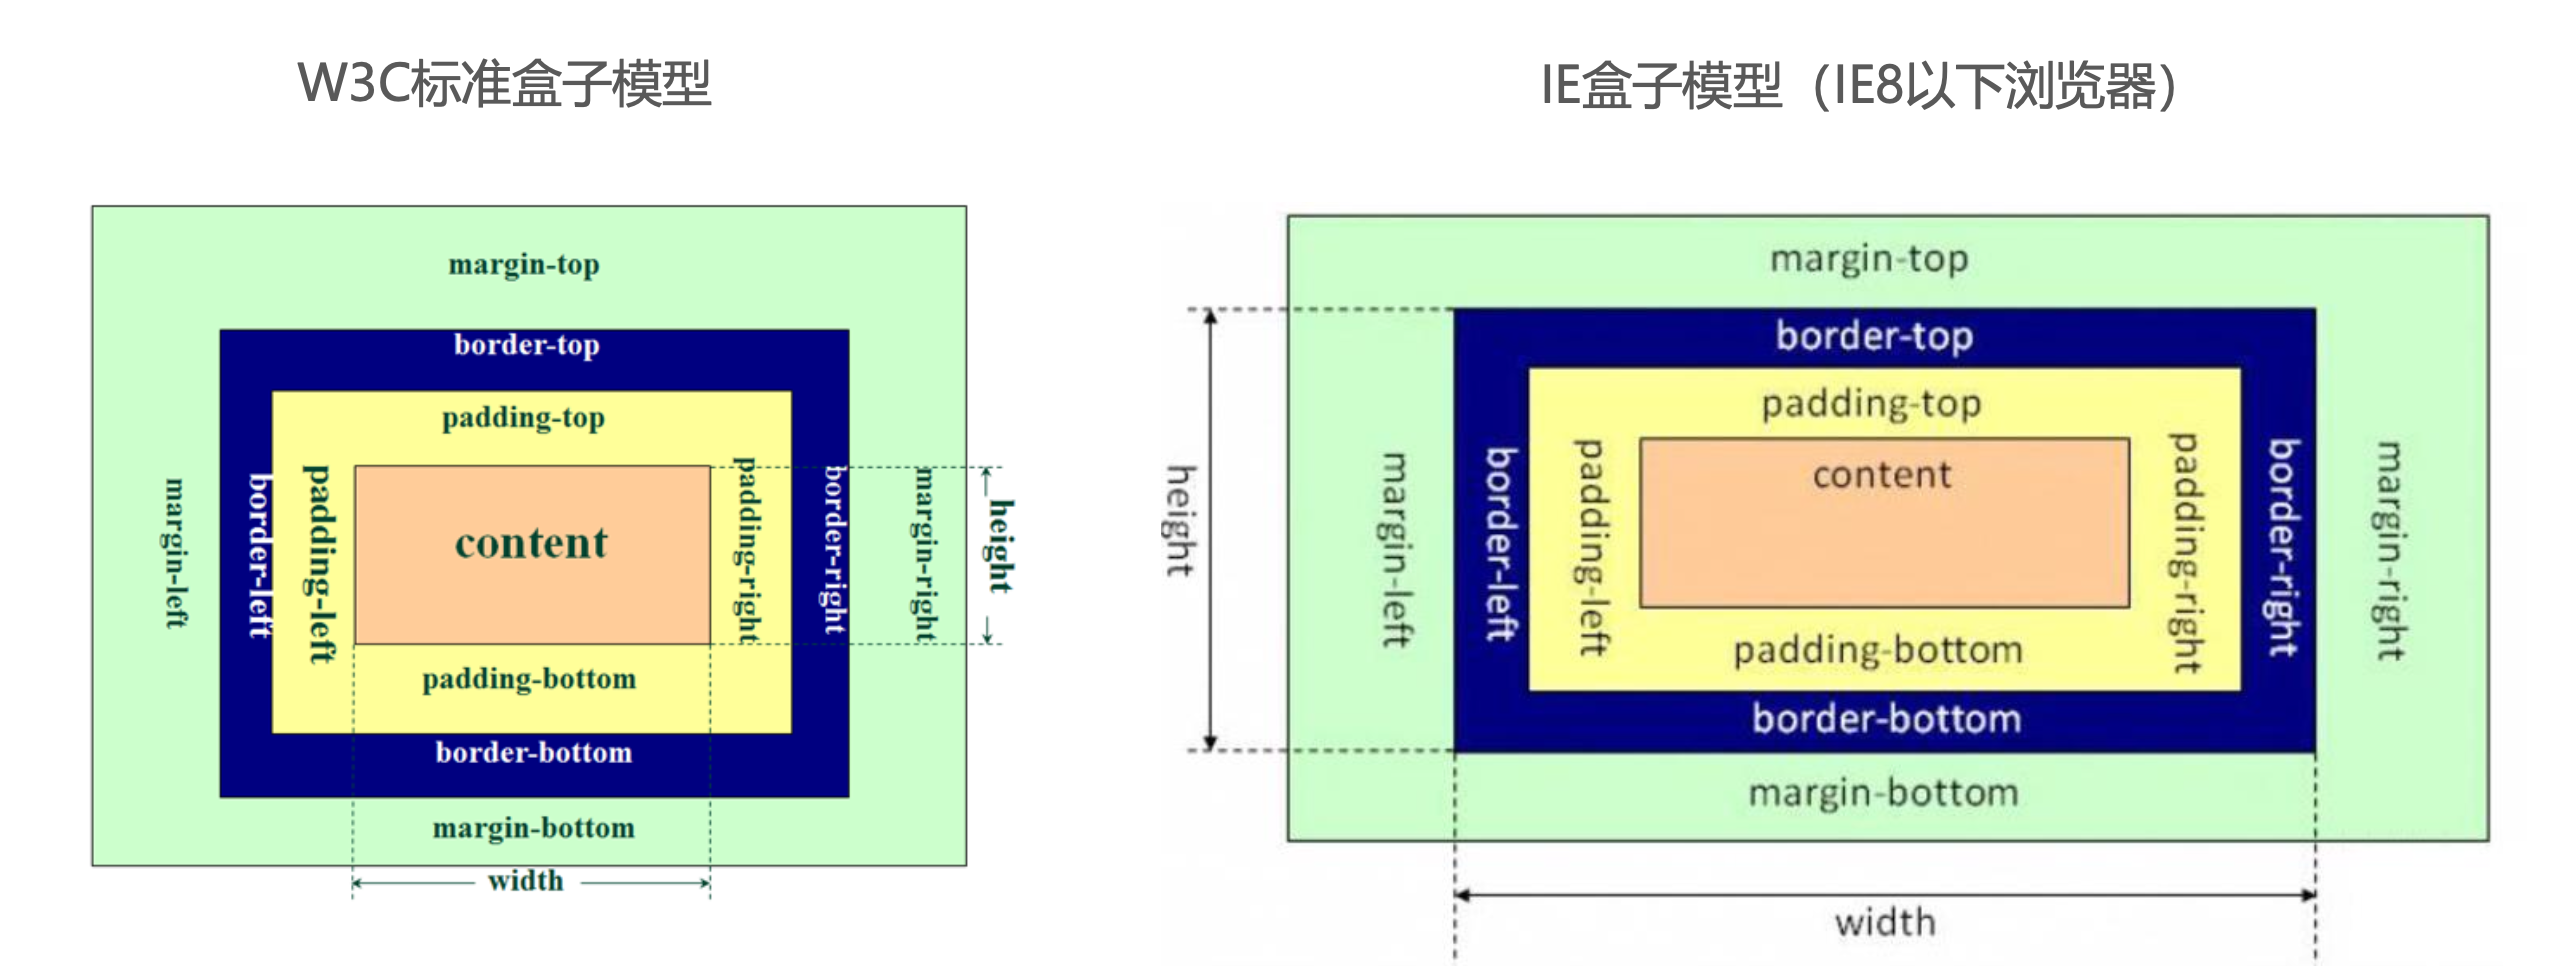 W3C标准盒子模型
margin-top
border-top
padding-top
margin-left
border-left
padding-left
content
padding-right
border-right
margin-right
height
padding-bottom
border-bottom
margin-bottom
width
IE盒子模型（IE8以下浏览器）
margin-top
border-top
padding-top
height
margin-left
border-left
padding-left
content
padding-right
border-right
margin-right
padding-bottom
border-bottom
margin-bottom
width